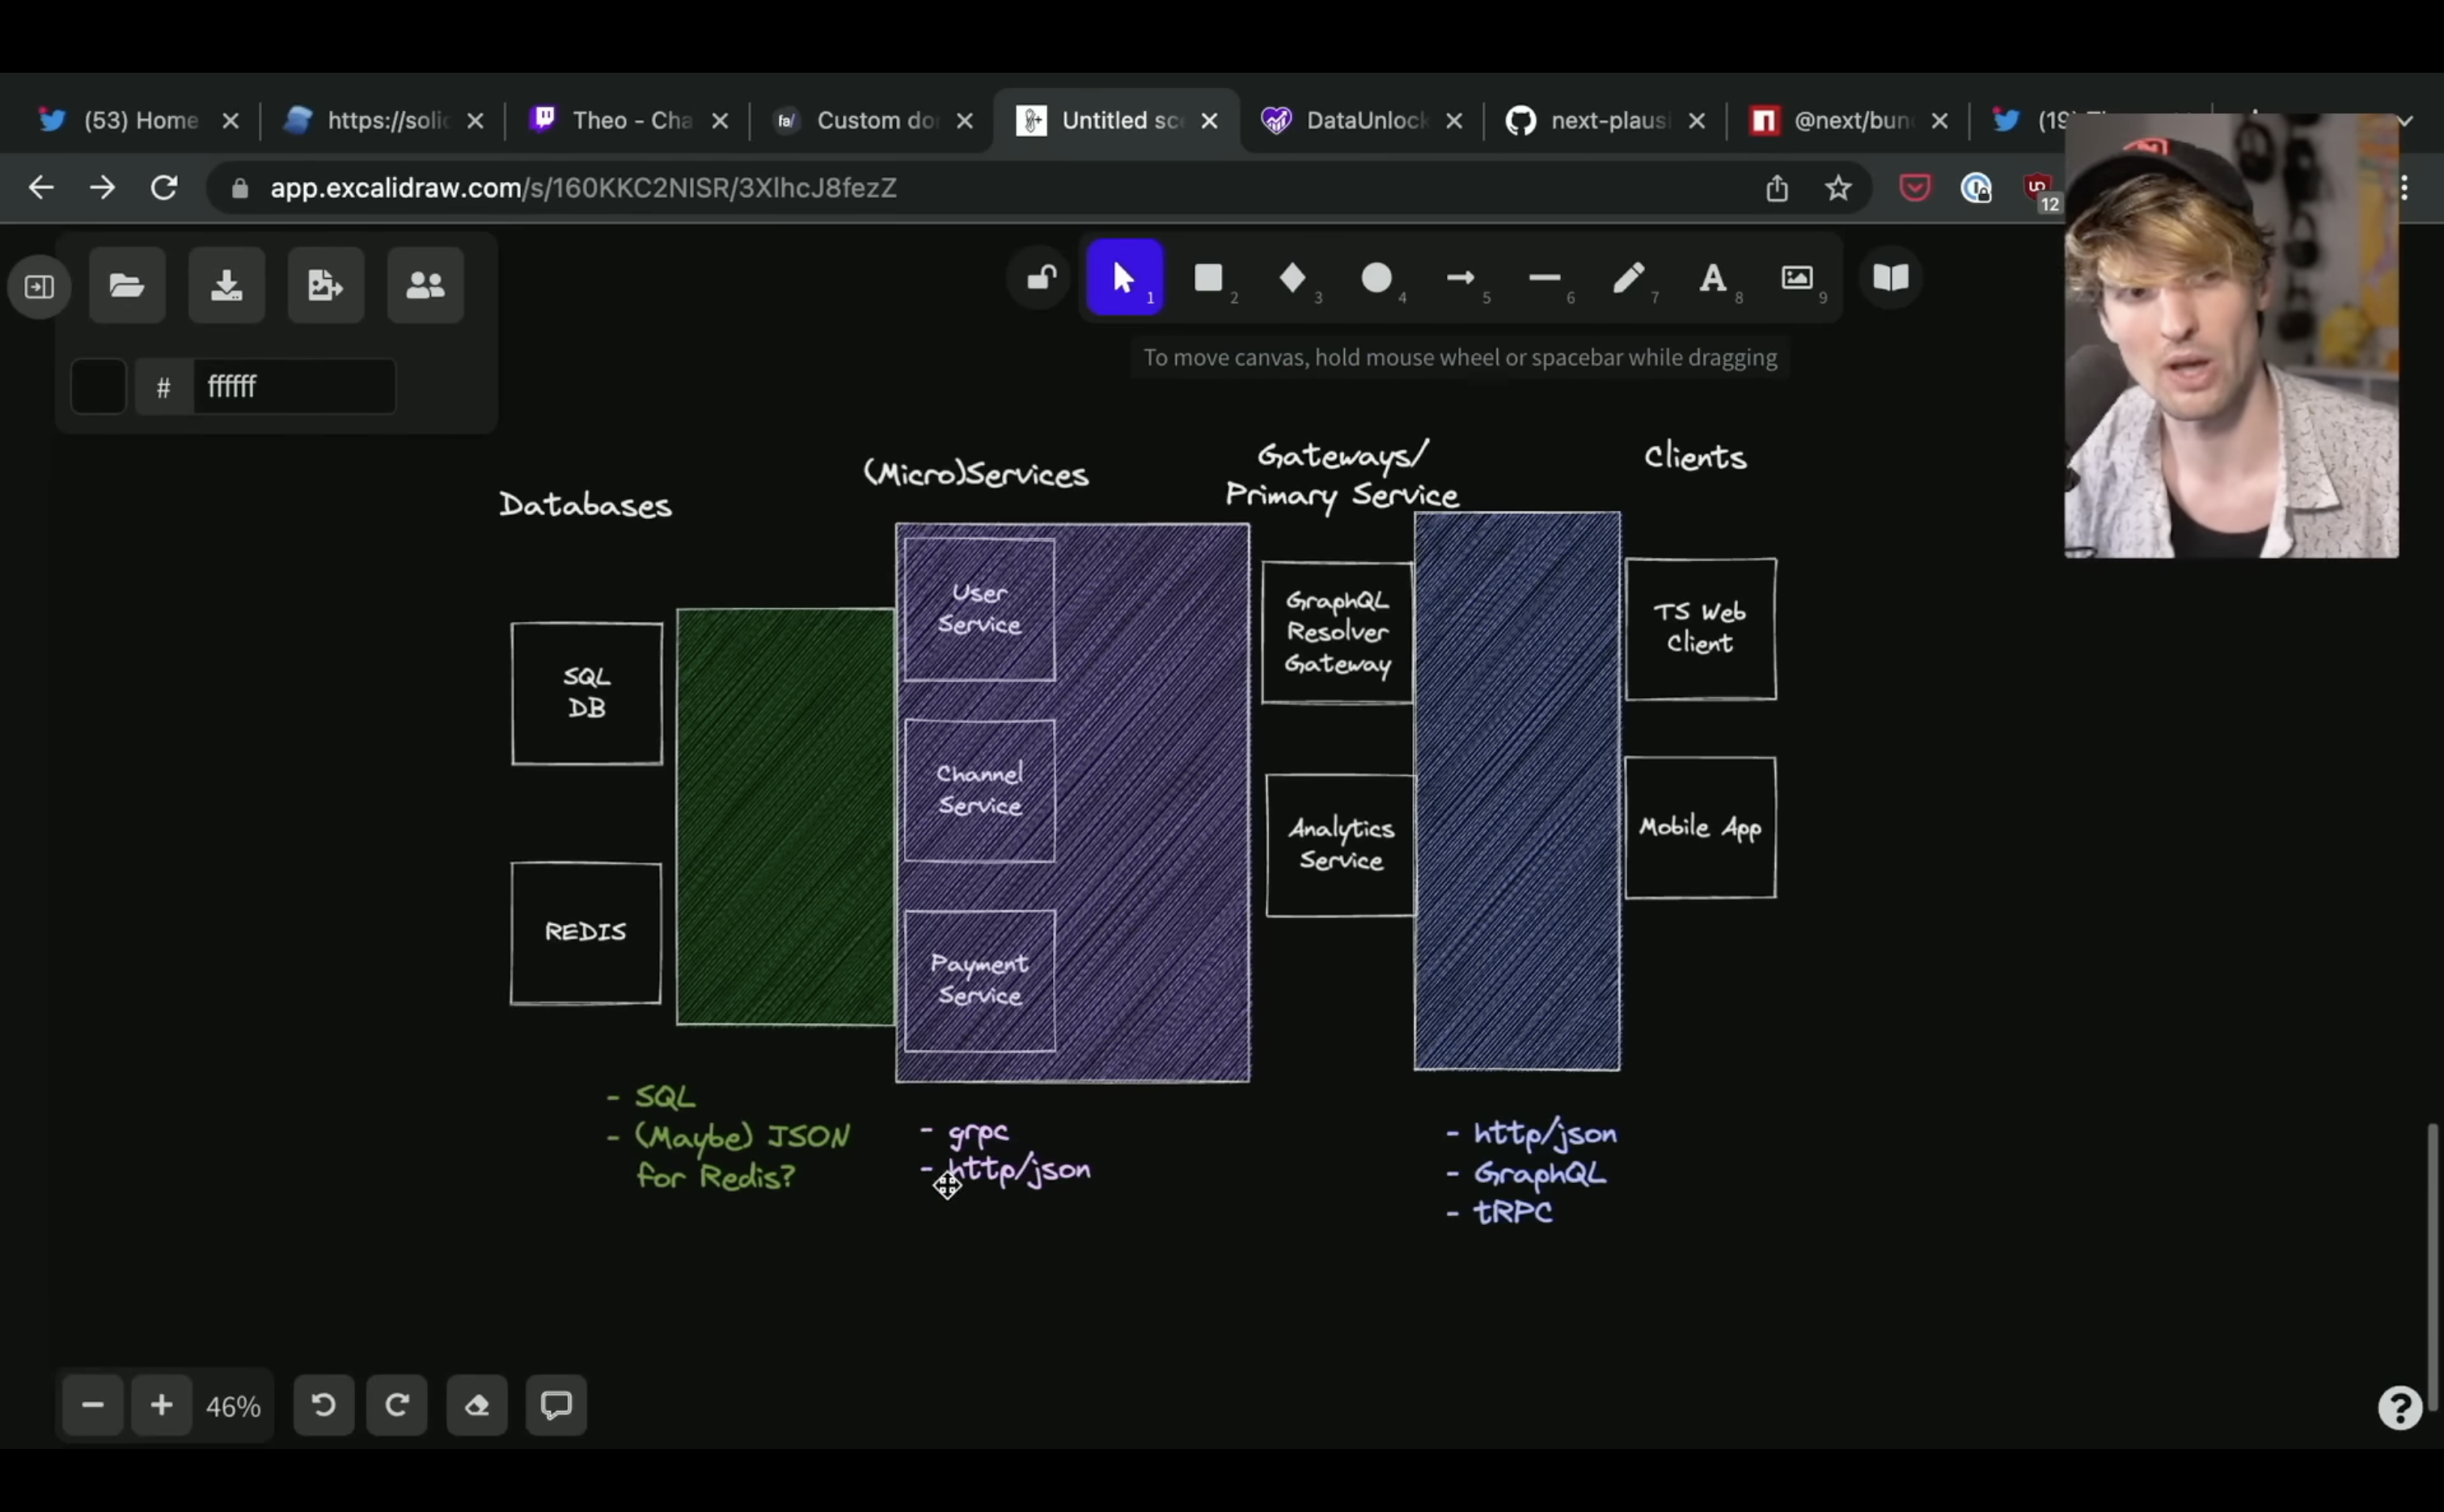 (53) Home
https://solic
Theo - Cha
Custom do
Untitled sce
DataUnlock
next-plausi
@next/bun
app.excalidraw.com/s/160KKC2NISR/3XlhcJ8fezZ
12
1
2
3
4
5
6
7
A 8
9
To move canvas, hold mouse wheel or spacebar while dragging
# ffffff
Databases
(Micro)Services
Gateways/
Primary Service
Clients
SQL
DB
REDIS
User
Service
Channel
Service
Payment
Service
GraphQL
Resolver
Gateway
Analytics
Service
TS Web
Client
Mobile App
- SQL
- (Maybe) JSON
for Redis?
- grpc
- http/json
- http/json
- GraphQL
- tRPC
46%
?